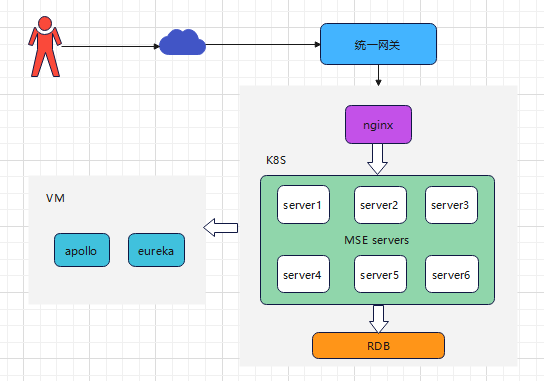 统一网关
nginx
K8S
VM
server1
server2
server3
apollo
eureka
MSE servers
server4
server5
server6
RDB